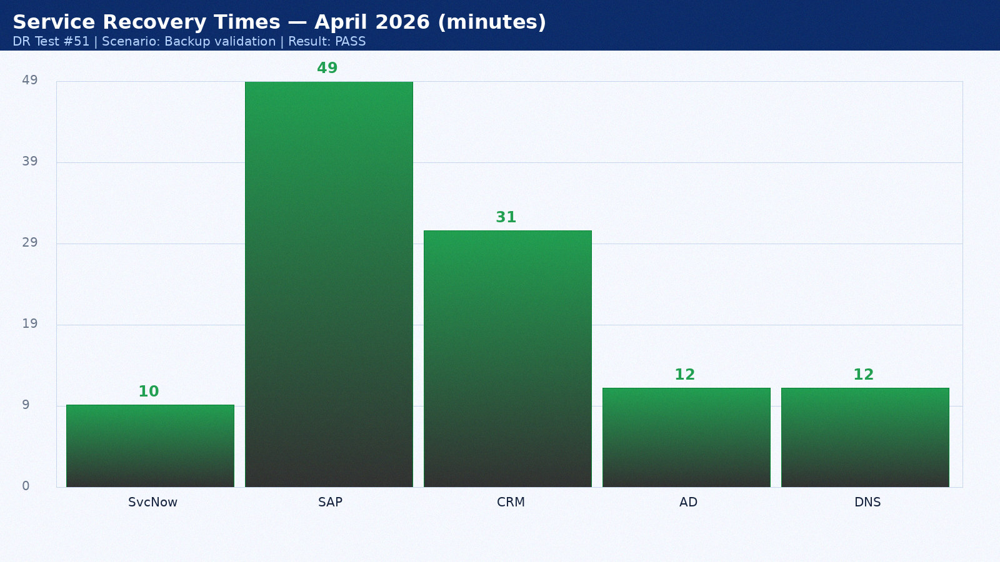 Service Recovery Times — April 2026 (minutes)
DR Test #51 | Scenario: Backup validation | Result: PASS
49
39
29
19
9
0
10
49
31
12
12
SvcNow
SAP
CRM
AD
DNS